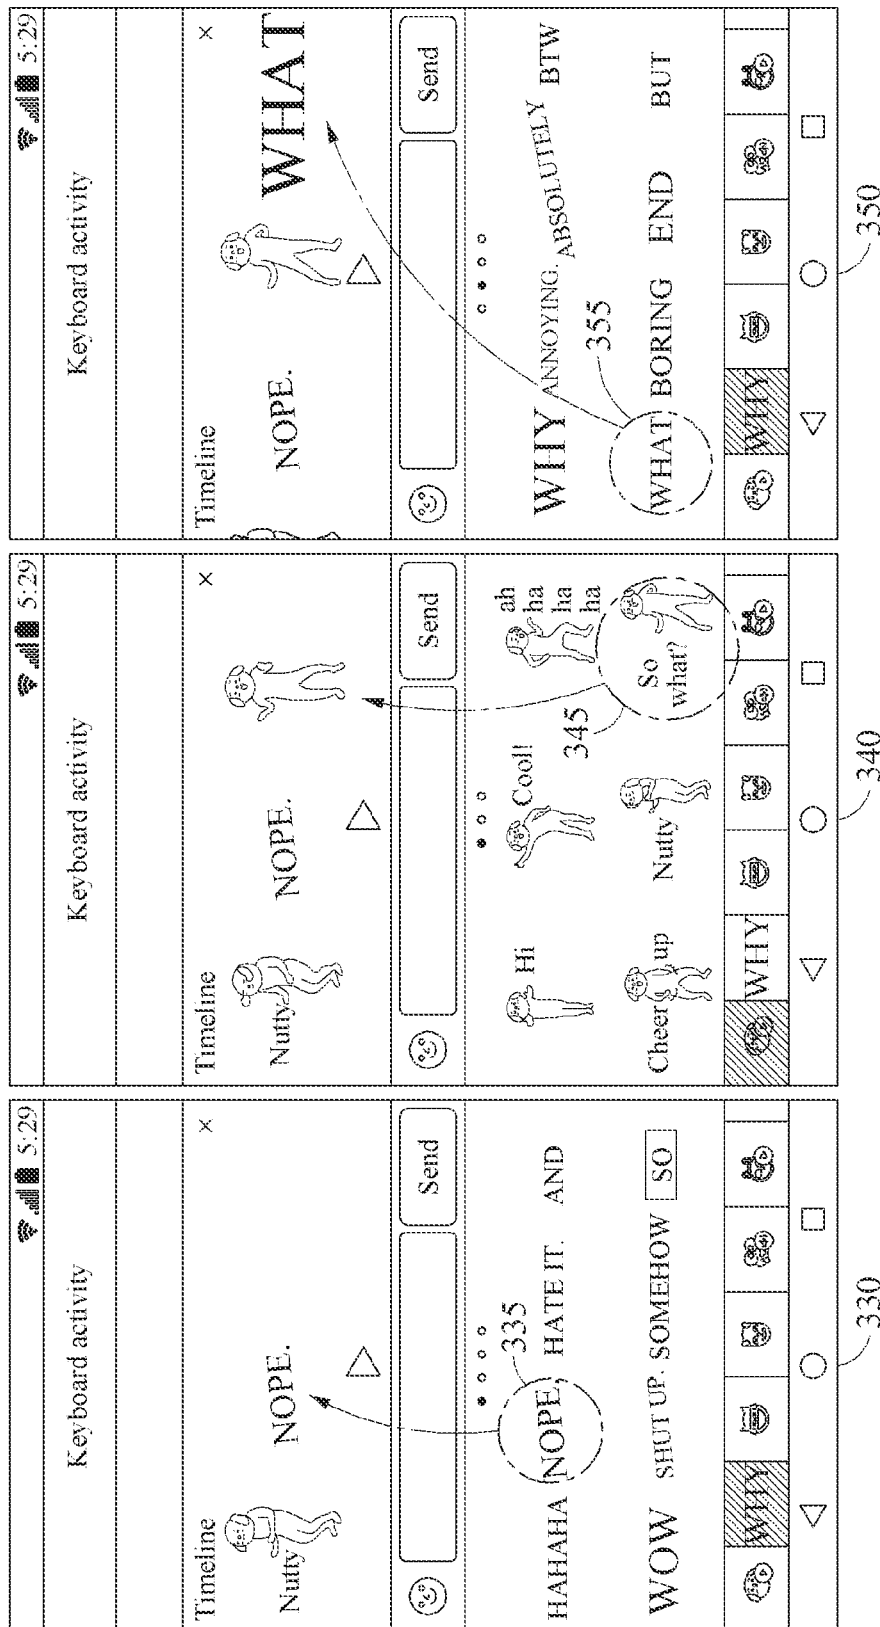 5:29
Keyboard activity
Timeline ×
Nutty NOPE.
Send
335
HAHAHA NOPE. HATE IT. AND
WOW SHUT UP. SOMEHOW SO
WHY
330
5:29
Keyboard activity
Timeline ×
Nutty NOPE.
Send
Hi Cool! ah
ha
ha
ha
345
Cheer up Nutty So
what?
WHY
340
5:29
Keyboard activity
Timeline ×
NOPE. WHAT
Send
WHY ANNOYING. ABSOLUTELY BTW
355
WHAT BORING END BUT
WHY
350